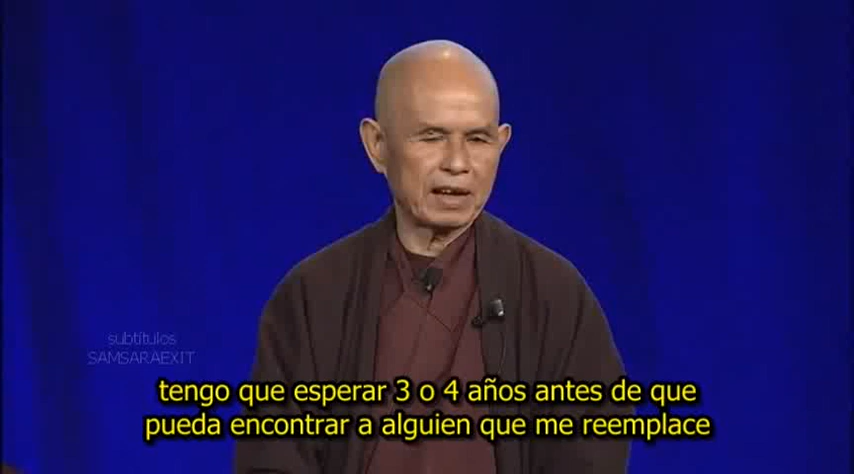 subtítulos
SAMSARAEXIT
tengo que esperar 3 o 4 años antes de que
pueda encontrar a alguien que me reemplace